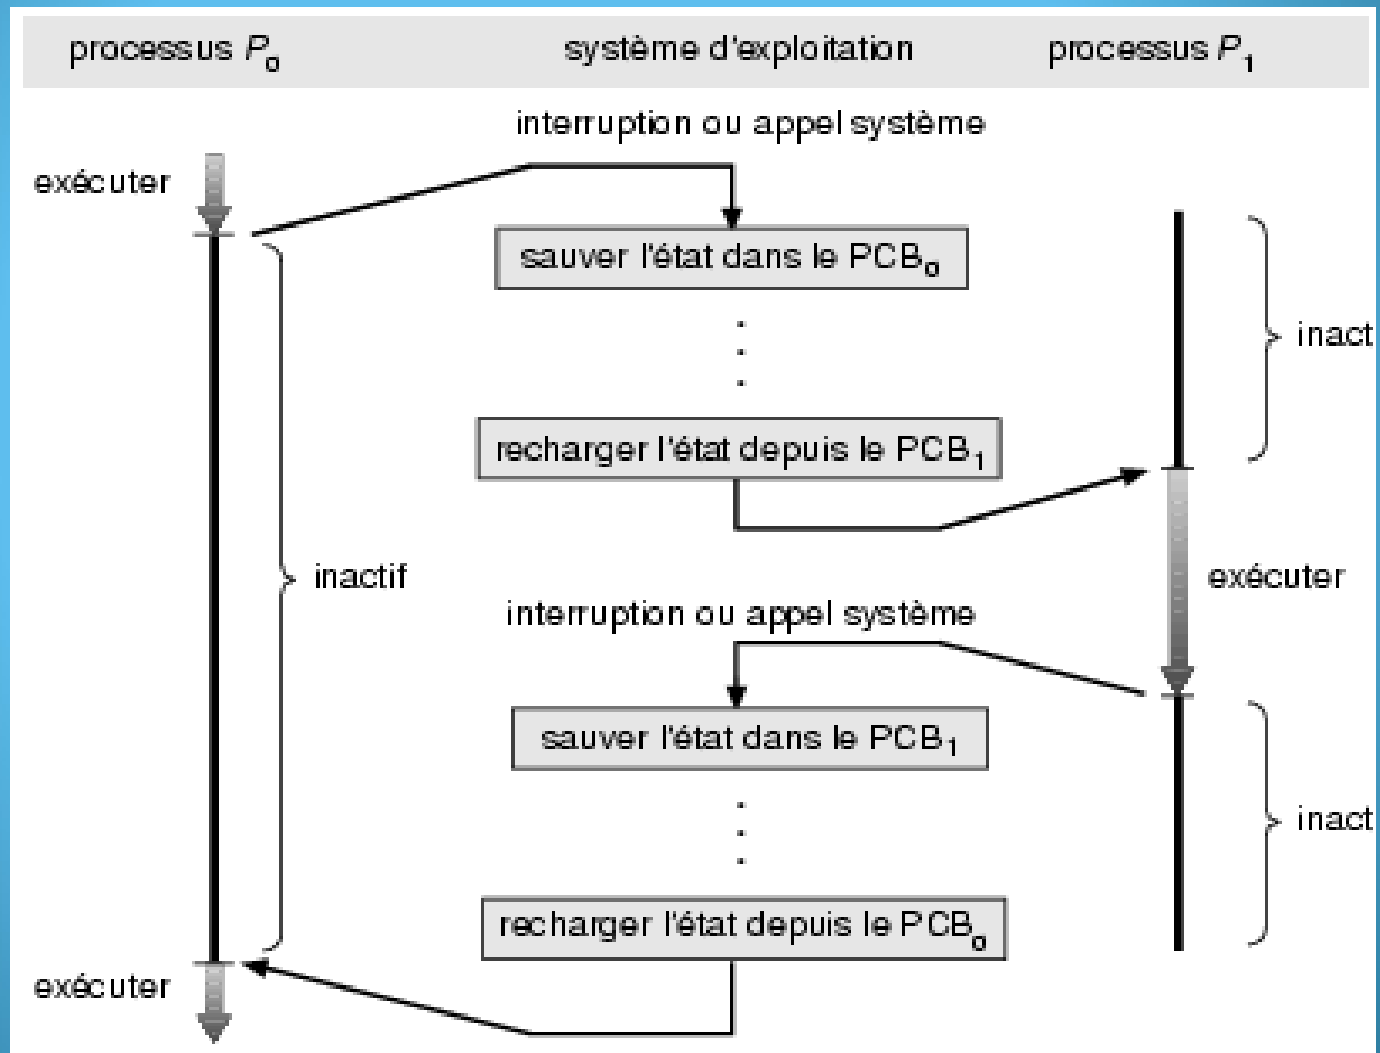 processus P0
système d'exploitation
processus P1
interruption ou appel système
exécuter
sauver l'état dans le PCB0
inact
recharger l'état depuis le PCB1
inactif
exécuter
interruption ou appel système
sauver l'état dans le PCB1
inact
recharger l'état depuis le PCB0
exécuter